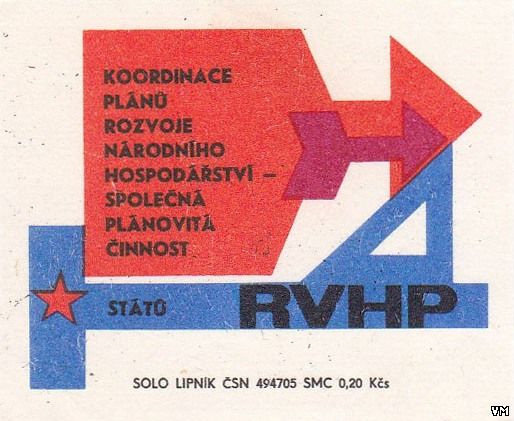 KOORDINACE
PLÁNŮ
ROZVOJE
NÁRODNÍHO
HOSPODÁŘSTVÍ –
SPOLEČNÁ
PLÁNOVITÁ
ČINNOST
STÁTŮ RVHP
SOLO LIPNÍK ČSN 494705 SMC 0,20 Kčs
VM